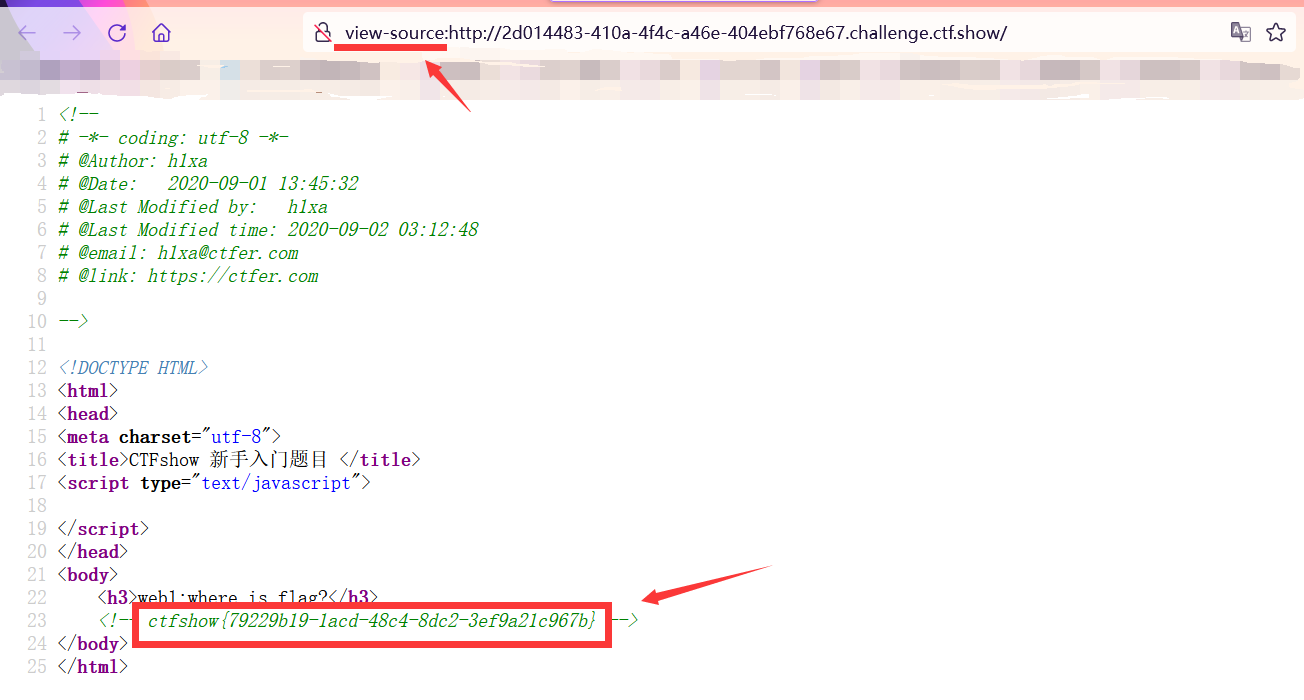 view-source:http://2d014483-410a-4f4c-a46e-404ebf768e67.challenge.ctf.show/
1 <!--
2 # -*- coding: utf-8 -*-
3 # @Author: h1xa
4 # @Date:   2020-09-01 13:45:32
5 # @Last Modified by:   h1xa
6 # @Last Modified time: 2020-09-02 03:12:48
7 # @email: h1xa@ctfer.com
8 # @link: https://ctfer.com
9
10 -->
11
12 <!DOCTYPE HTML>
13 <html>
14 <head>
15 <meta charset="utf-8">
16 <title>CTFshow 新手入门题目 </title>
17 <script type="text/javascript">
18
19 </script>
20 </head>
21 <body>
22     <h3>web1:where is flag?</h3>
23     <!-- ctfshow{79229b19-1acd-48c4-8dc2-3ef9a21c967b} -->
24 </body>
25 </html>